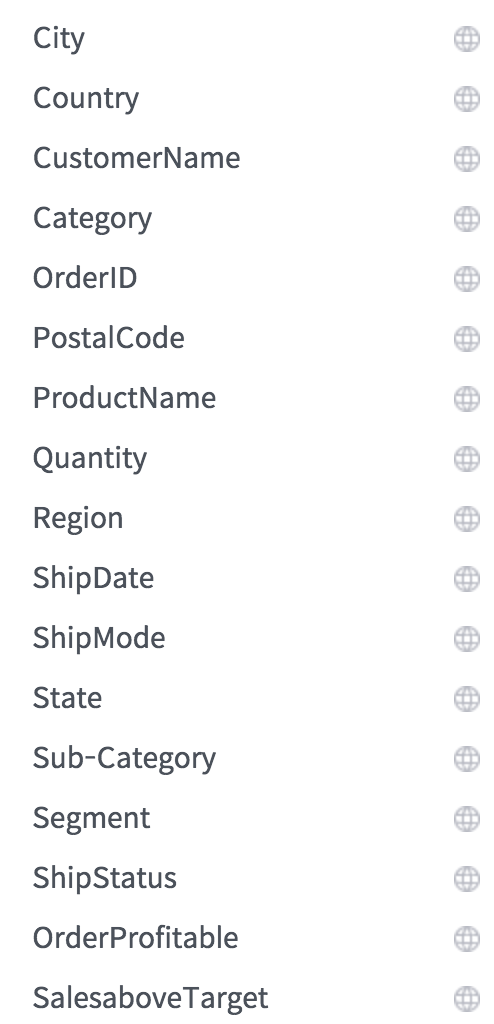 City
Country
CustomerName
Category
OrderID
PostalCode
ProductName
Quantity
Region
ShipDate
ShipMode
State
Sub-Category
Segment
ShipStatus
OrderProfitable
SalesaboveTarget